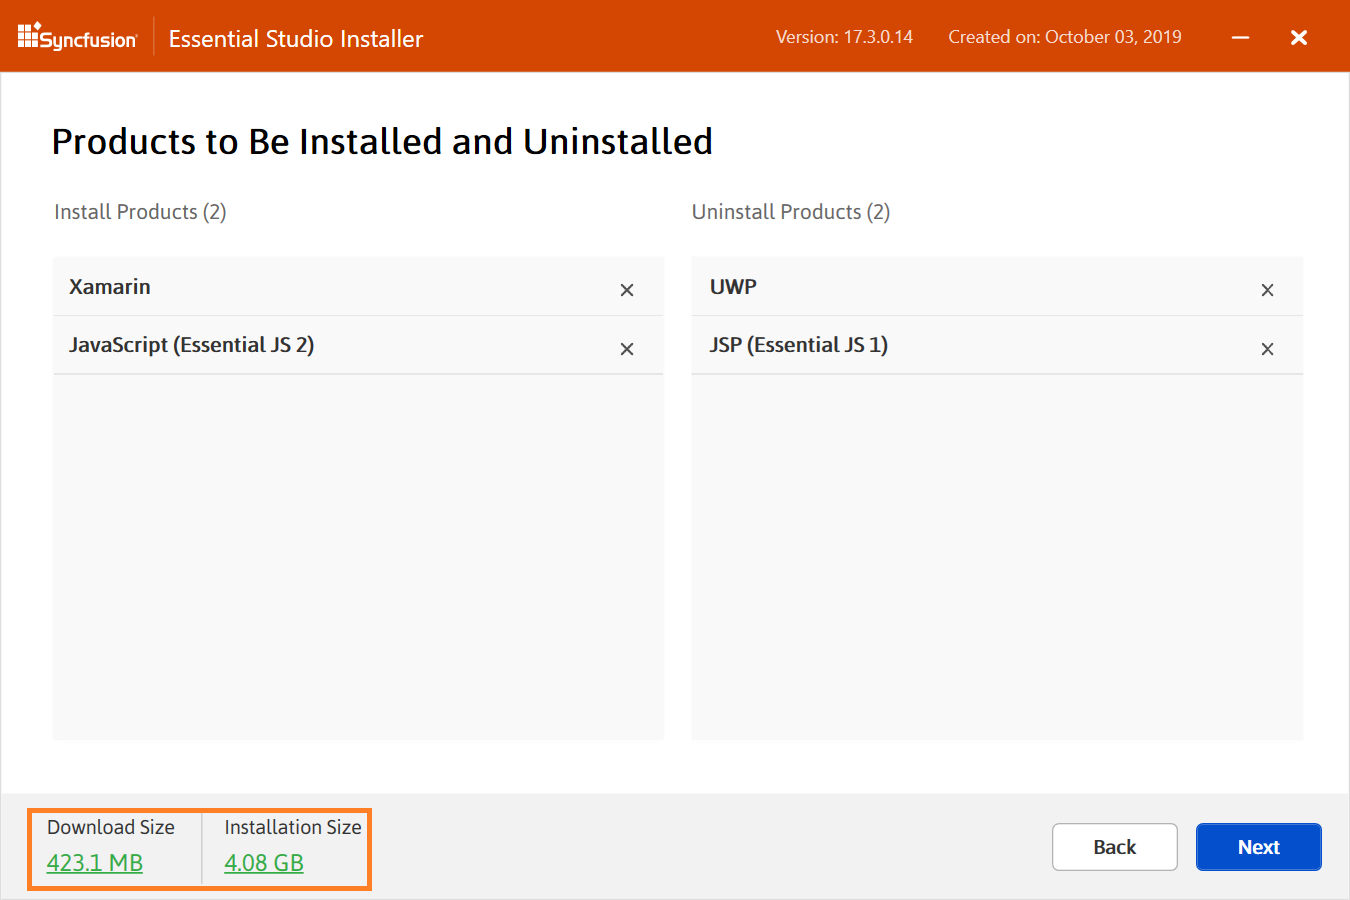 Syncfusion
Essential Studio Installer
Version: 17.3.0.14
Created on: October 03, 2019
Products to Be Installed and Uninstalled
Install Products (2)
Uninstall Products (2)
Xamarin
JavaScript (Essential JS 2)
UWP
JSP (Essential JS 1)
Download Size
423.1 MB
Installation Size
4.08 GB
Back
Next